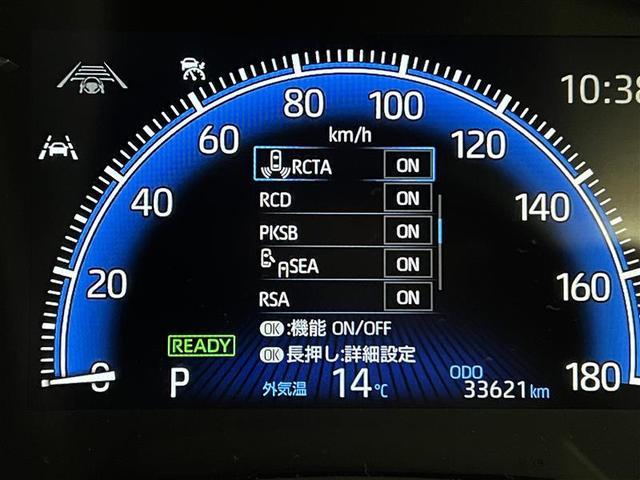 10:38
80 100
60 km/h 120
RCTA ON
RCD ON
40 PKSB ON 140
SEA ON
20 RSA ON 160
OK:機能 ON/OFF
READY OK長押し:詳細設定
0 P 外気温 14℃ ODO 33621km 180